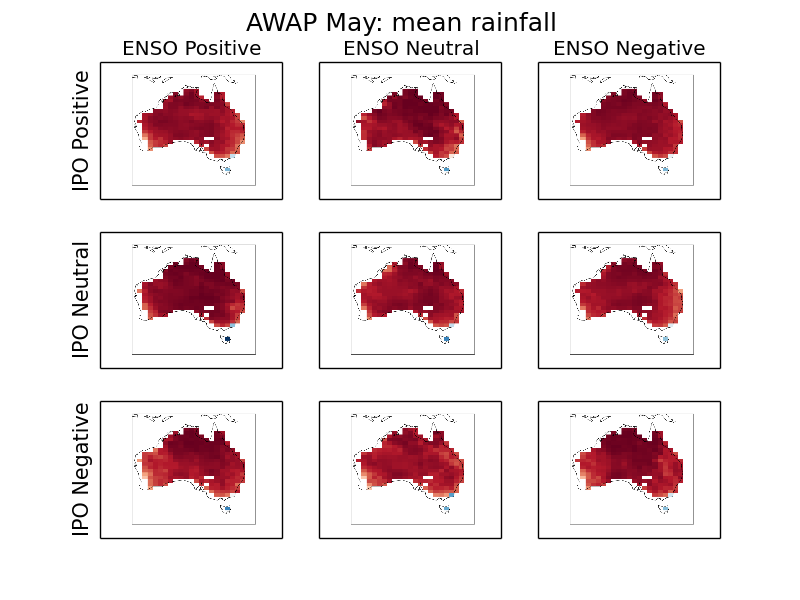 AWAP May: mean rainfall
ENSO Positive ENSO Neutral ENSO Negative
IPO Positive
IPO Neutral
IPO Negative